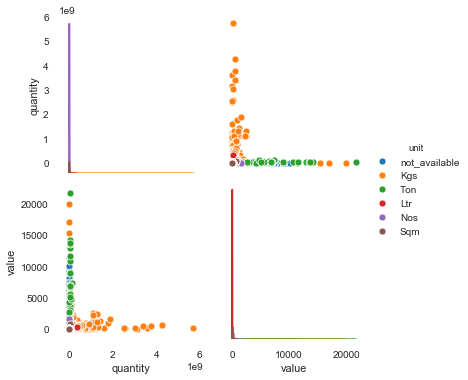 1e9
6
5
4
3
2
1
0
quantity
unit
not_available
Kgs
Ton
Ltr
Nos
Sqm
20000
15000
10000
5000
0
value
0 2 4 6
1e9
quantity
0 10000 20000
value